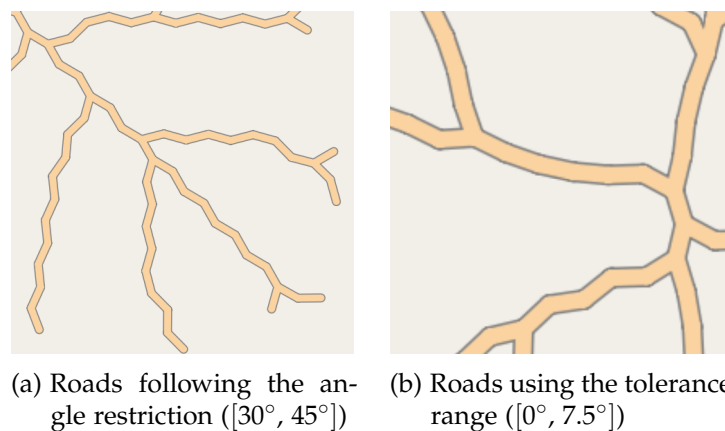 (a) Roads following the an-
gle restriction ([30°, 45°])
(b) Roads using the tolerance
range ([0°, 7.5°])